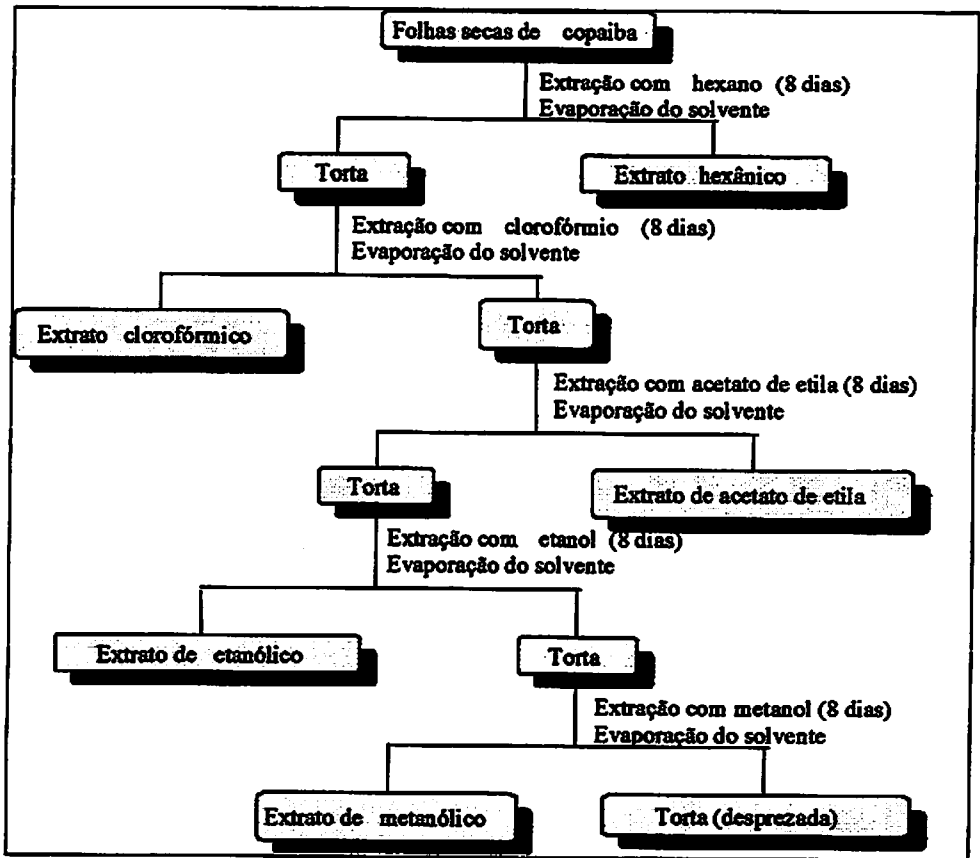 Folhas secas de copaiba
Extração com hexano (8 dias)
Evaporação do solvente
Torta
Extrato hexânico
Extração com clorofórmio (8 dias)
Evaporação do solvente
Extrato clorofórmico
Torta
Extração com acetato de etila (8 dias)
Evaporação do solvente
Torta
Extrato de acetato de etila
Extração com etanol (8 dias)
Evaporação do solvente
Extrato de etanólico
Torta
Extração com metanol (8 dias)
Evaporação do solvente
Extrato de metanólico
Torta (desprezada)